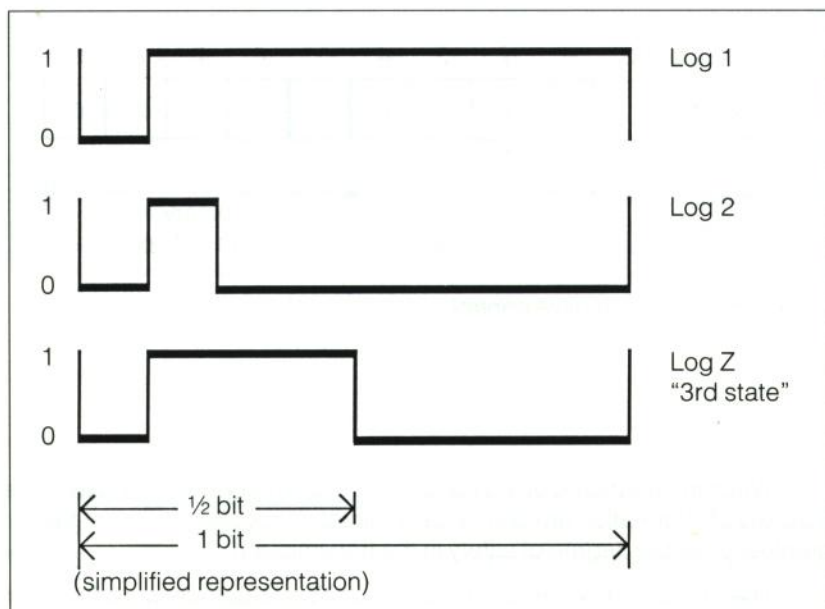 1
Log 1
0
1
Log 2
0
1
Log Z
"3rd state"
0
½ bit
1 bit
(simplified representation)